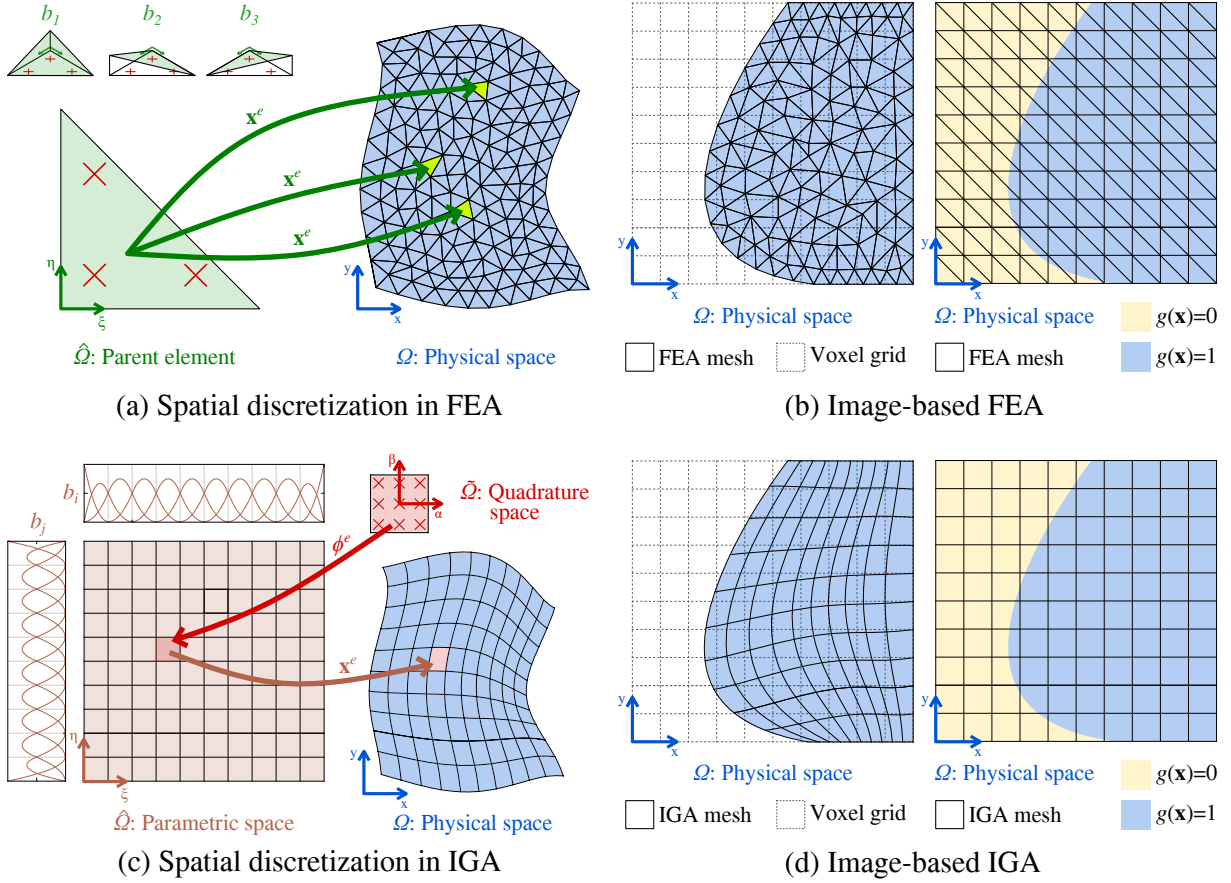 b1 b2 b3
x^e
x^e
x^e
η
ξ
y
x
Ω̂: Parent element
Ω: Physical space
(a) Spatial discretization in FEA
y
x
y
x
Ω: Physical space
Ω: Physical space
g(x)=0
FEA mesh
Voxel grid
FEA mesh
g(x)=1
(b) Image-based FEA
b_i
b_j
β
α
Ω̃: Quadrature
space
ϕ^e
x^e
η
ξ
y
x
Ω̂: Parametric space
Ω: Physical space
(c) Spatial discretization in IGA
y
x
y
x
Ω: Physical space
Ω: Physical space
g(x)=0
IGA mesh
Voxel grid
IGA mesh
g(x)=1
(d) Image-based IGA